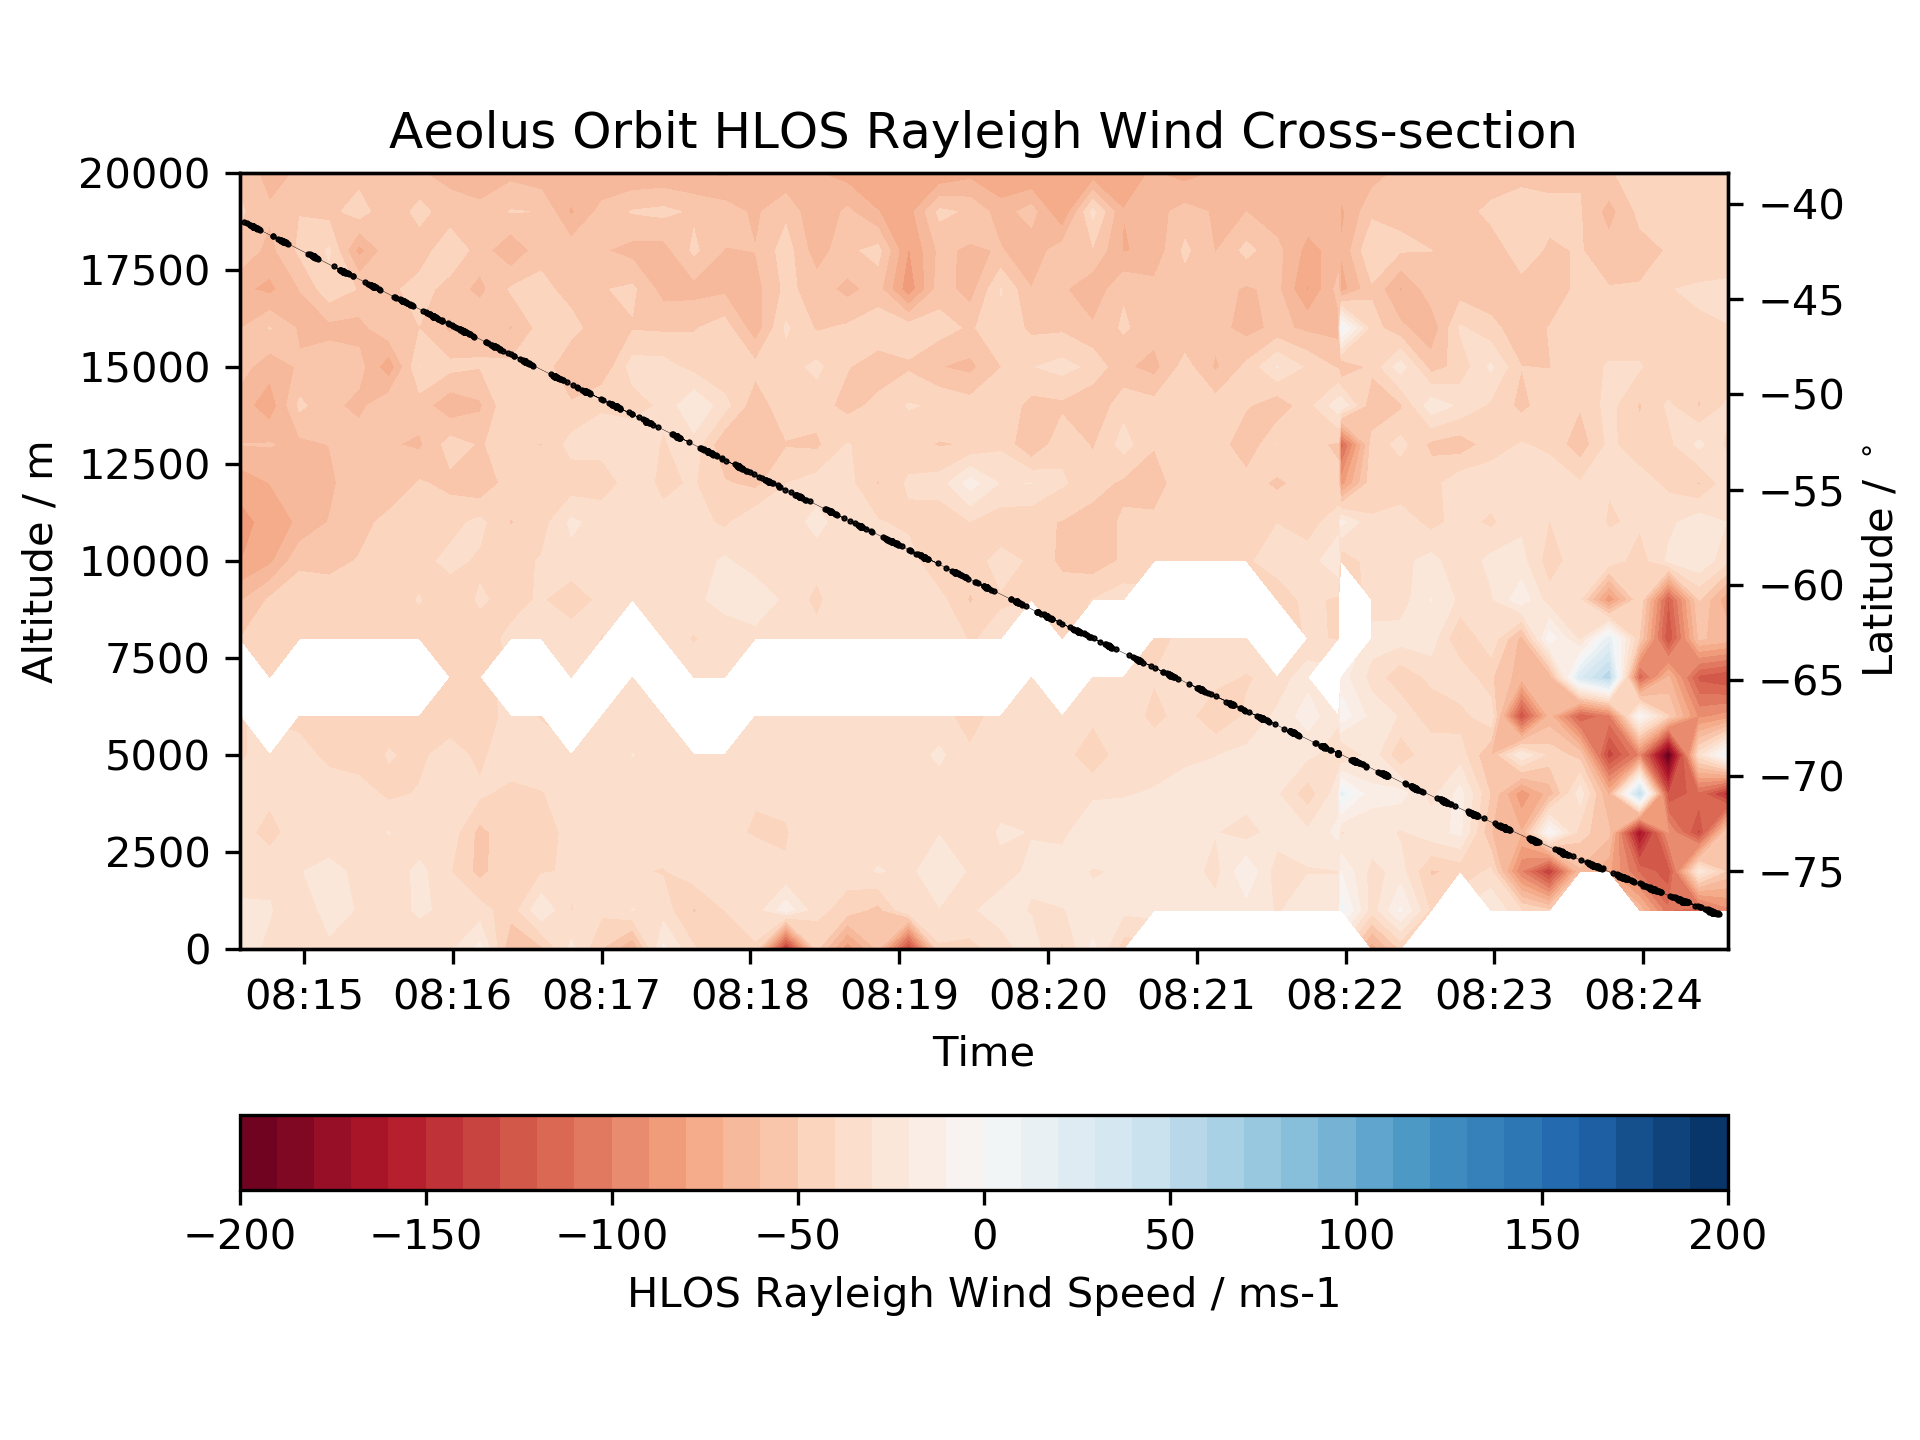 Aeolus Orbit HLOS Rayleigh Wind Cross-section
20000
17500
15000
12500
10000
7500
5000
2500
0
Altitude / m
−40
−45
−50
−55
−60
−65
−70
−75
Latitude / °
08:15 08:16 08:17 08:18 08:19 08:20 08:21 08:22 08:23 08:24
Time
−200 −150 −100 −50 0 50 100 150 200
HLOS Rayleigh Wind Speed / ms-1